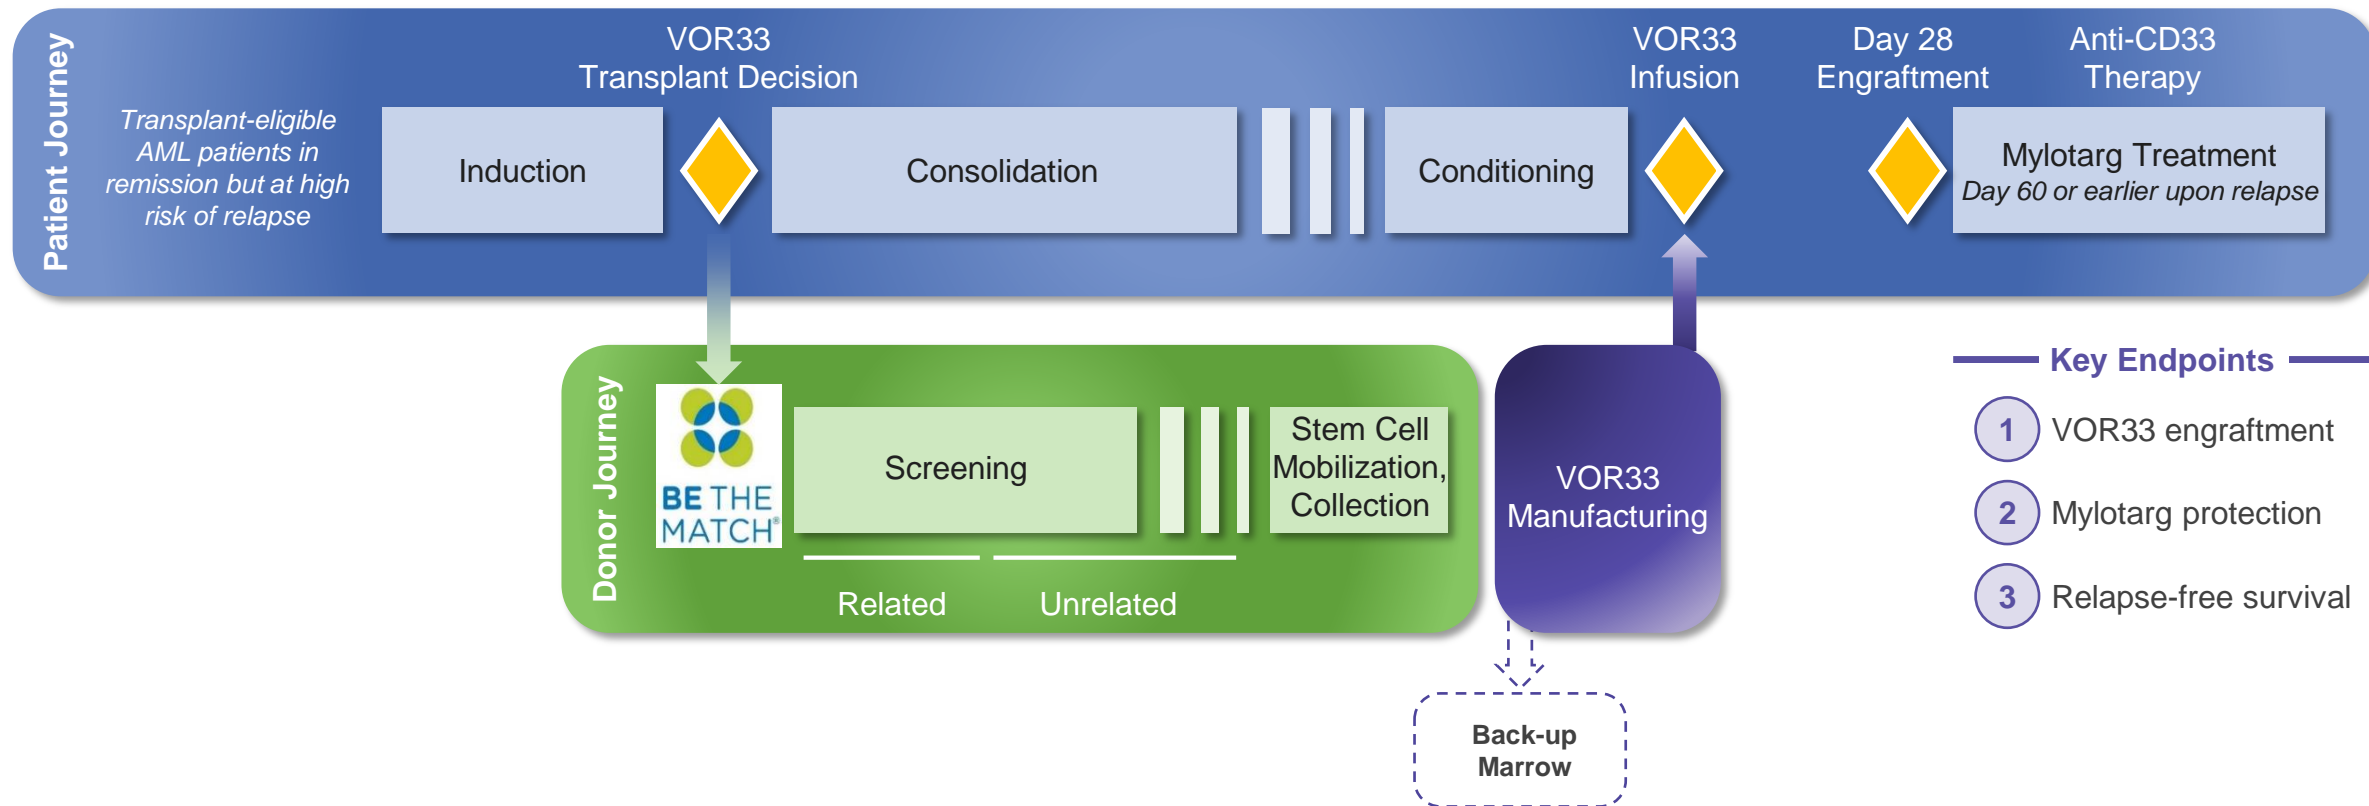 Patient Journey
Transplant-eligible
AML patients in
remission but at high
risk of relapse
Induction
VOR33
Transplant Decision
Consolidation
Conditioning
VOR33
Infusion
Day 28
Engraftment
Anti-CD33
Therapy
Mylotarg Treatment
Day 60 or earlier upon relapse
Donor Journey
BE THE
MATCH®
Screening
Related
Unrelated
Stem Cell
Mobilization,
Collection
VOR33
Manufacturing
Back-up
Marrow
Key Endpoints
1 VOR33 engraftment
2 Mylotarg protection
3 Relapse-free survival